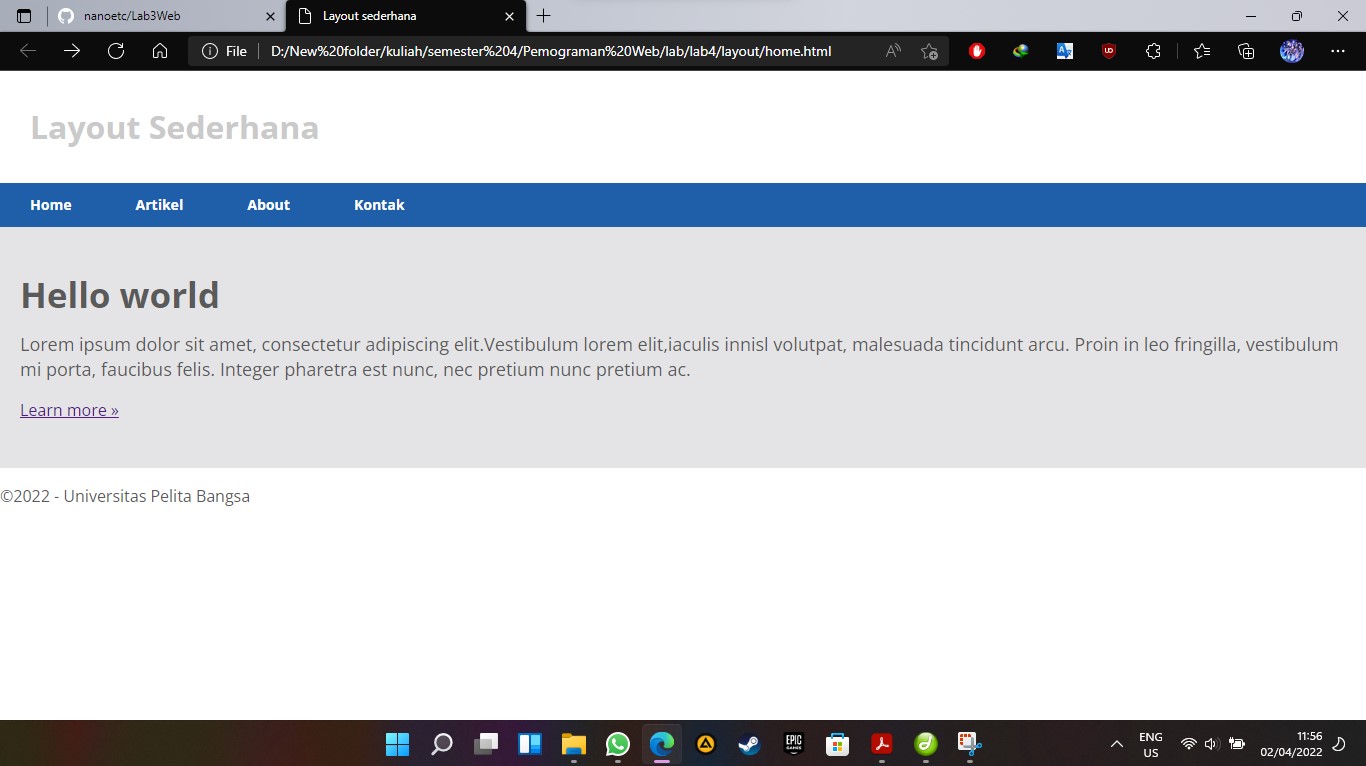 nanoetc/Lab3Web
Layout sederhana
File
D:/New%20folder/kuliah/semester%204/Pemograman%20Web/lab/lab4/layout/home.html
Layout Sederhana
Home Artikel About Kontak
Hello world
Lorem ipsum dolor sit amet, consectetur adipiscing elit.Vestibulum lorem elit,iaculis innisl volutpat, malesuada tincidunt arcu. Proin in leo fringilla, vestibulum
mi porta, faucibus felis. Integer pharetra est nunc, nec pretium nunc pretium ac.
Learn more »
©2022 - Universitas Pelita Bangsa
EPIC
GAMES
ENG
US
11:56
02/04/2022